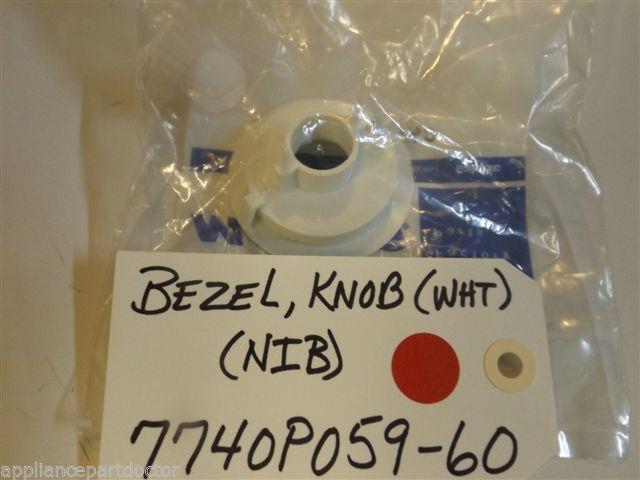 BEZEL, KNOB (WHT)
(NIB)
7740P059-60
appliancepartdoctor